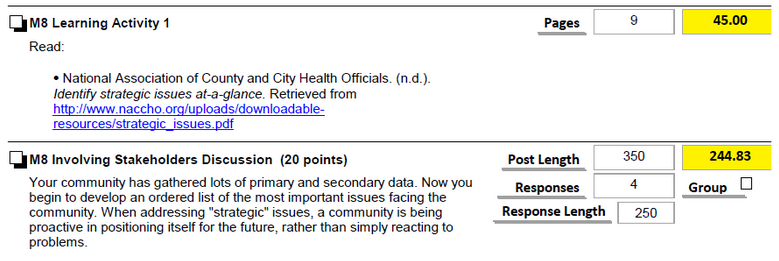 M8 Learning Activity 1 Pages 9 45.00
Read:
• National Association of County and City Health Officials. (n.d.).
Identify strategic issues at-a-glance. Retrieved from
http://www.naccho.org/uploads/downloadable-
resources/strategic_issues.pdf
M8 Involving Stakeholders Discussion (20 points) Post Length 350 244.83
Your community has gathered lots of primary and secondary data. Now you
begin to develop an ordered list of the most important issues facing the
community. When addressing "strategic" issues, a community is being
proactive in positioning itself for the future, rather than simply reacting to
problems.
Responses 4 Group
Response Length 250